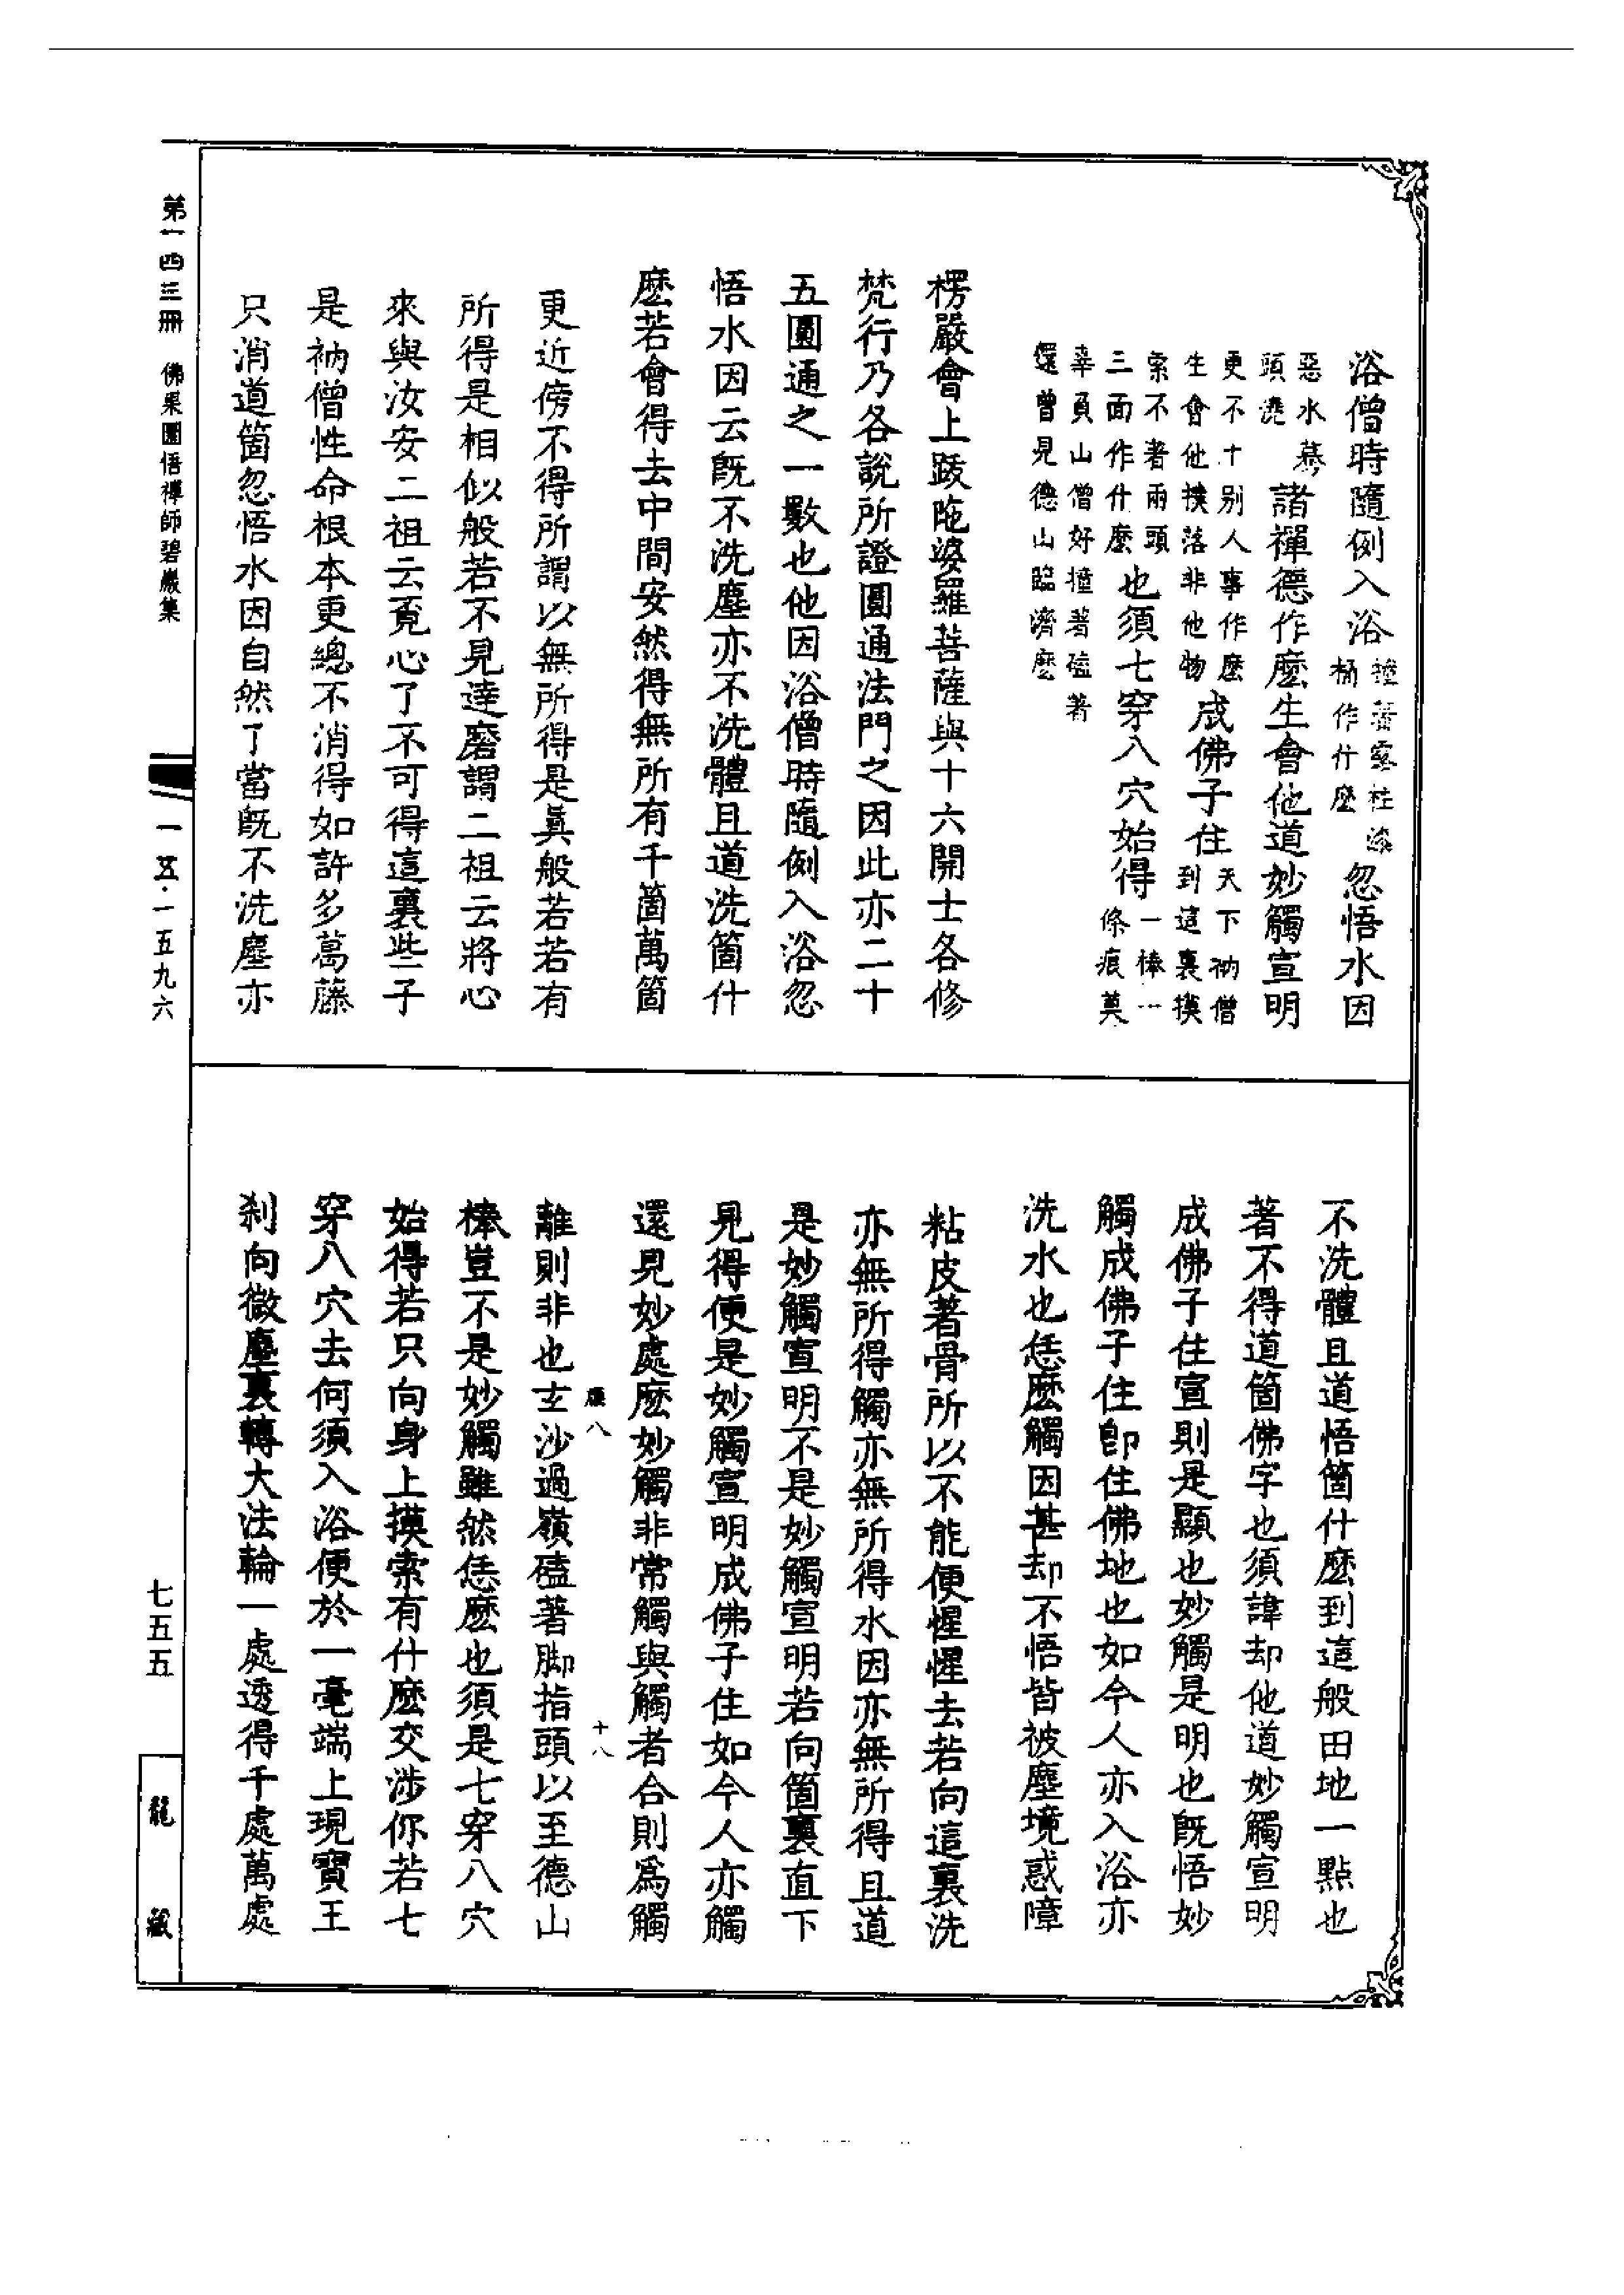 浴僧時隨例入浴撞著露柱漆桶作什麼忽悟水因
惡水驀頭澆諸禪德作麼生會他道妙觸宣明
更不干别人事作麼生會他撲落非他物成佛子住天下衲僧到這裏摸
索不著兩頭三面作什麼也須七穿八穴始得一棒一條痕莫
辜負山僧好撞著磕著還曾見德山臨濟麼
楞嚴會上跋陁婆羅菩薩與十六開士各修
梵行乃各說所證圓通法門之因此亦二十
五圓通之一數也他因浴僧時隨例入浴忽
悟水因云旣不洗塵亦不洗體且道洗箇什
麼若會得去中間安然得無所有千箇萬箇
更近傍不得所謂以無所得是眞般若若有
所得是相似般若不見達磨謂二祖云將心
來與汝安二祖云覓心了不可得這裏些子
是衲僧性命根本更總不消得如許多葛藤
只消道箇忽悟水因自然了當旣不洗塵亦
不洗體且道悟箇什麼到這般田地一點也
著不得道箇佛字也須諱却他道妙觸宣明
成佛子住宣則是顯也妙觸是明也旣悟妙
觸成佛子住卽住佛地也如今人亦入浴亦
洗水也恁麼觸因甚却不悟皆被塵境惑障
粘皮著骨所以不能便惺惺去若向這裏洗
亦無所得觸亦無所得水因亦無所得且道
是妙觸宣明不是妙觸宣明若向箇裏直下
見得便是妙觸宣明成佛子住如今人亦觸
還見妙處麼妙觸非常觸與觸者合則爲觸
離則非也玄沙過嶺磕著脚指頭以至德山
棒豈不是妙觸雖然恁麼也須是七穿八穴
始得若只向身上摸索有什麼交涉你若七
穿八穴去何須入浴便於一毫端上現寶王
刹向微塵裏轉大法輪一處透得千處萬處
八
十八
第一四三冊
佛果圜悟禪師碧巖集
一五·一五九六
七五五
龍藏